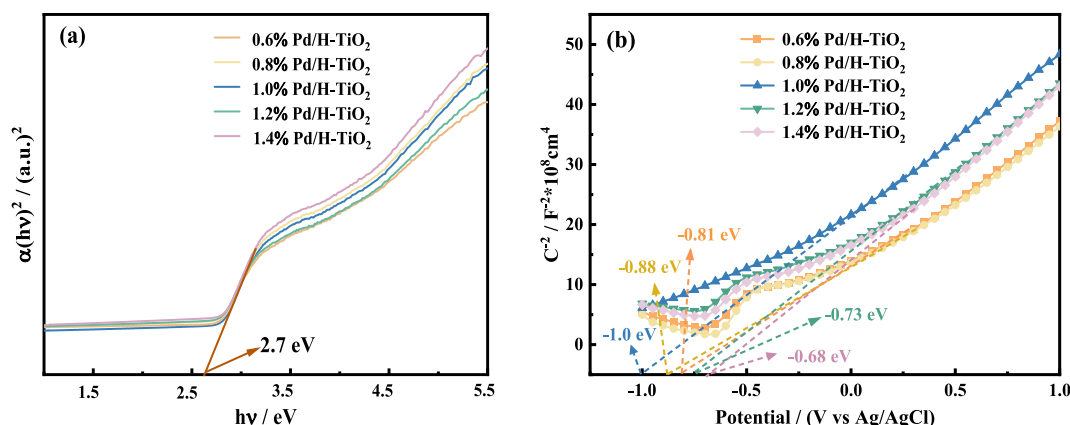 (a)
0.6% Pd/H-TiO₂
0.8% Pd/H-TiO₂
1.0% Pd/H-TiO₂
1.2% Pd/H-TiO₂
1.4% Pd/H-TiO₂
α(hν)² / (a.u.)²
2.7 eV
1.5 2.5 3.5 4.5 5.5
hν / eV
(b)
0.6% Pd/H-TiO₂
0.8% Pd/H-TiO₂
1.0% Pd/H-TiO₂
1.2% Pd/H-TiO₂
1.4% Pd/H-TiO₂
C⁻² / F⁻²*10⁸cm⁴
50
40
30
20
10
0
-0.81 eV
-0.88 eV
-0.73 eV
-1.0 eV
-0.68 eV
-1.0 -0.5 0.0 0.5 1.0
Potential / (V vs Ag/AgCl)